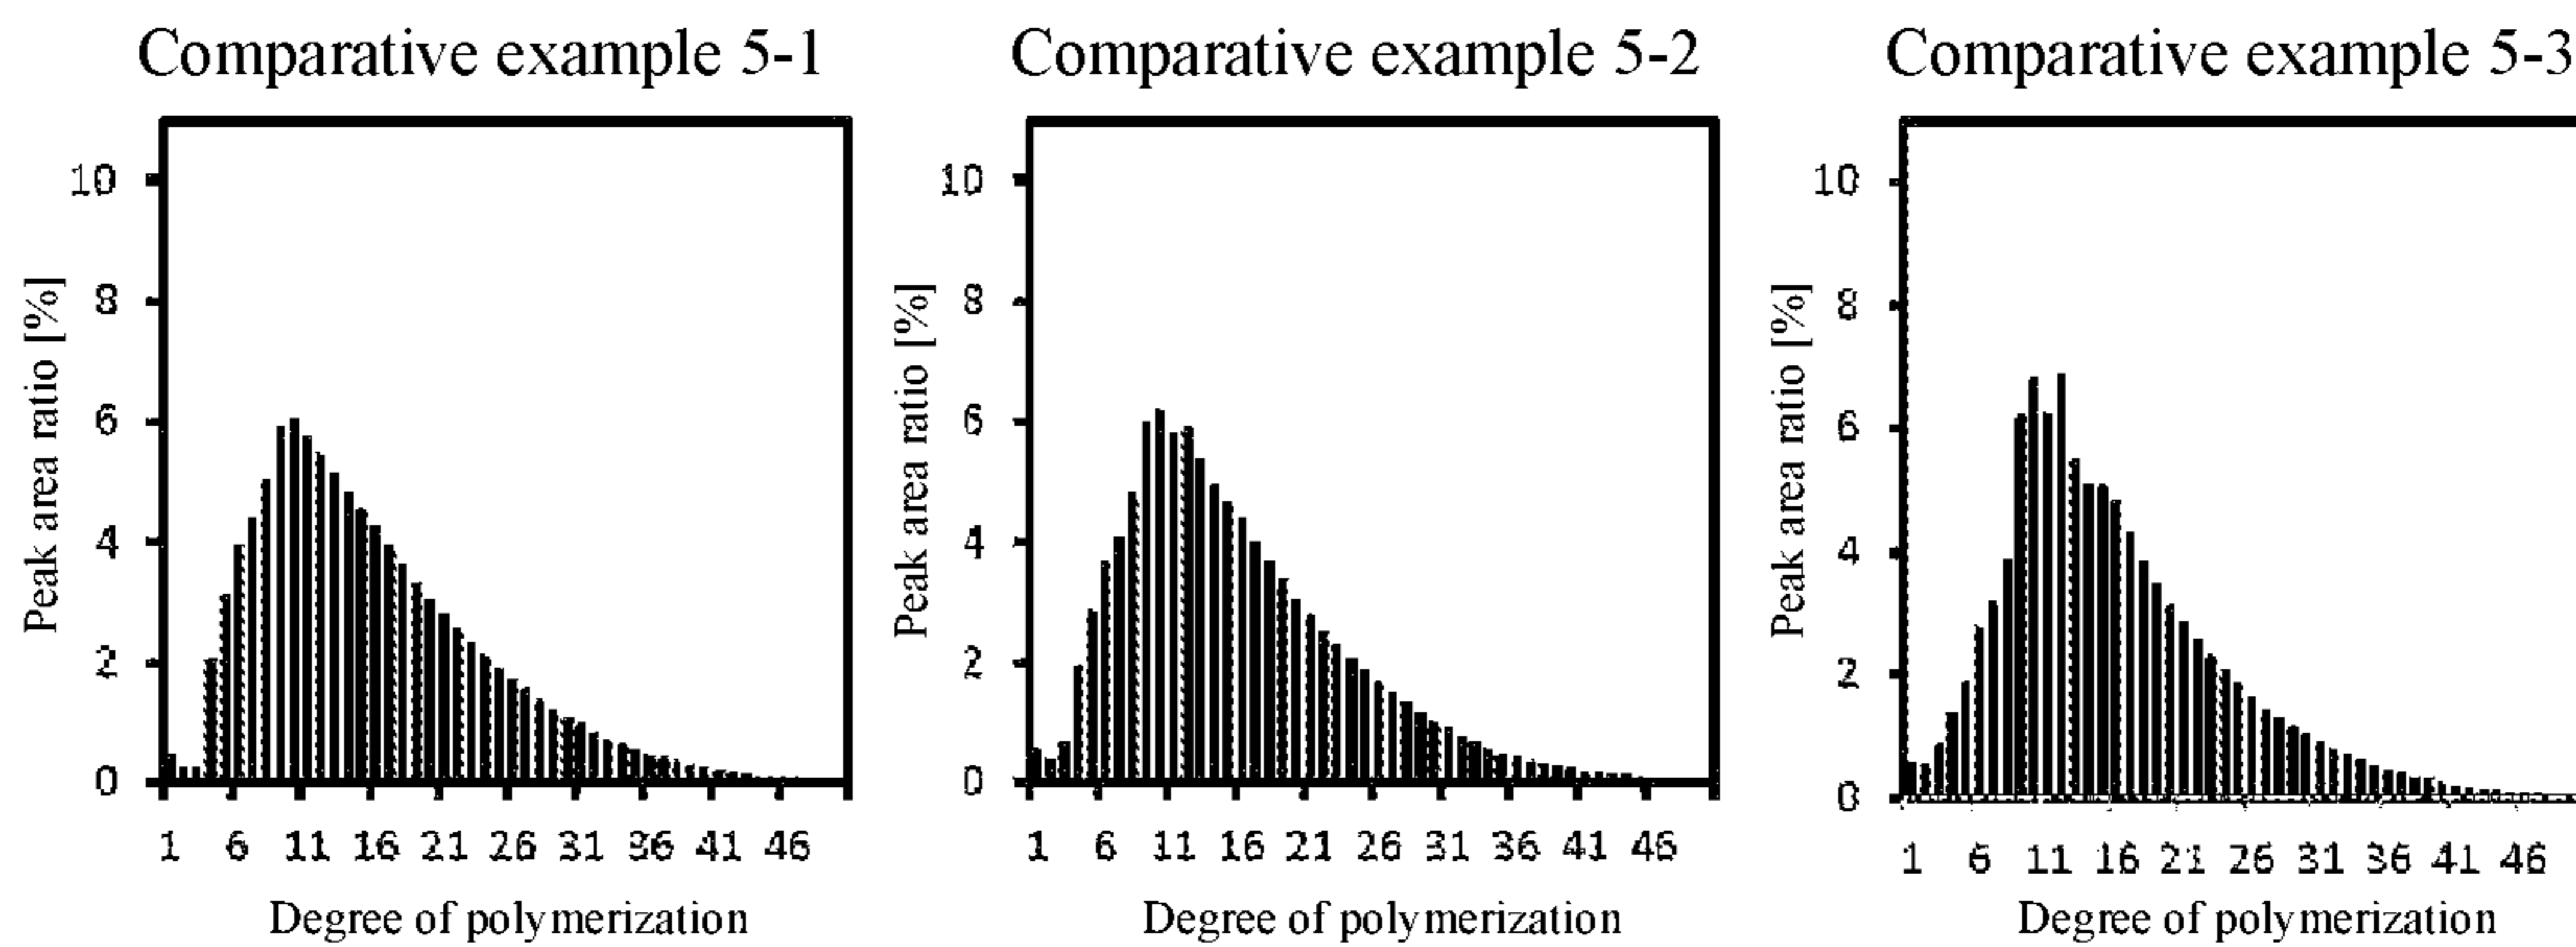 Comparative example 5-1
Peak area ratio [%]
10
8
6
4
2
0
1 6 11 16 21 26 31 36 41 46
Degree of polymerization
Comparative example 5-2
Peak area ratio [%]
10
8
6
4
2
0
1 6 11 16 21 26 31 36 41 46
Degree of polymerization
Comparative example 5-3
Peak area ratio [%]
10
8
6
4
2
0
1 6 11 16 21 26 31 36 41 46
Degree of polymerization